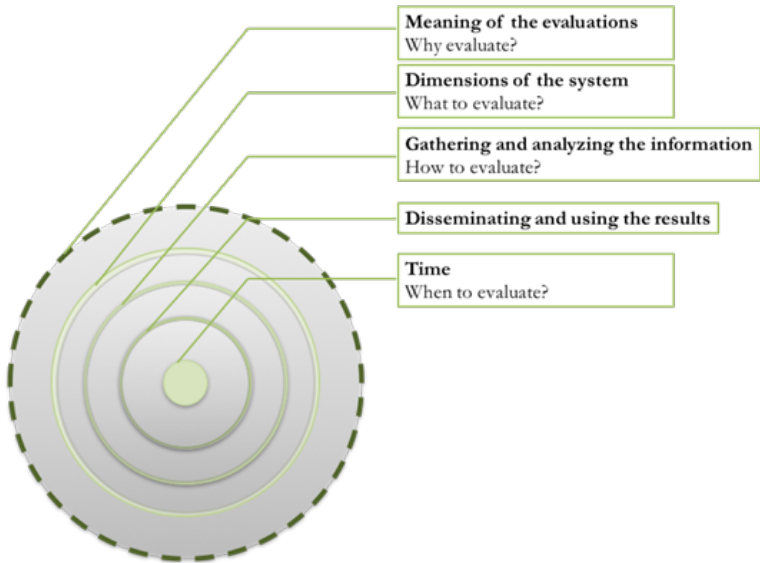 Meaning of the evaluations
Why evaluate?
Dimensions of the system
What to evaluate?
Gathering and analyzing the information
How to evaluate?
Disseminating and using the results
Time
When to evaluate?